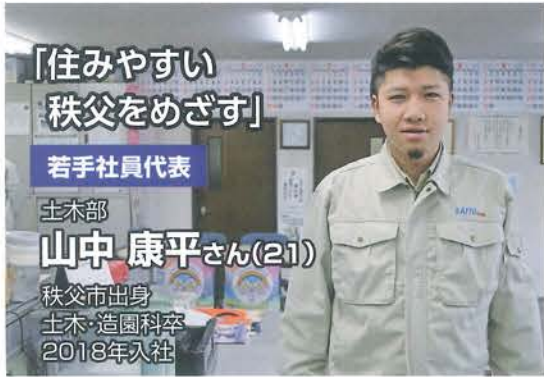 「住みやすい
秩父をめざす」
若手社員代表
土木部
山中 康平さん(21)
秩父市出身
土木・造園科卒
2018年入社